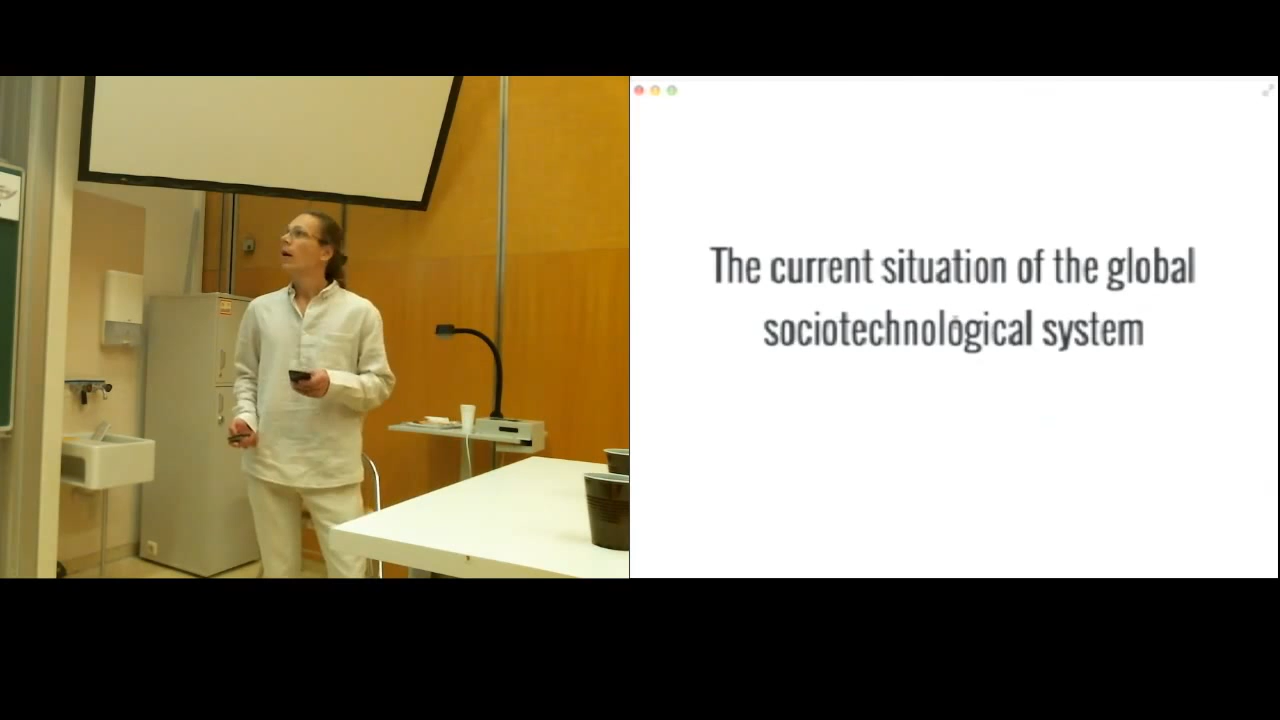 The current situation of the global
sociotechnological system